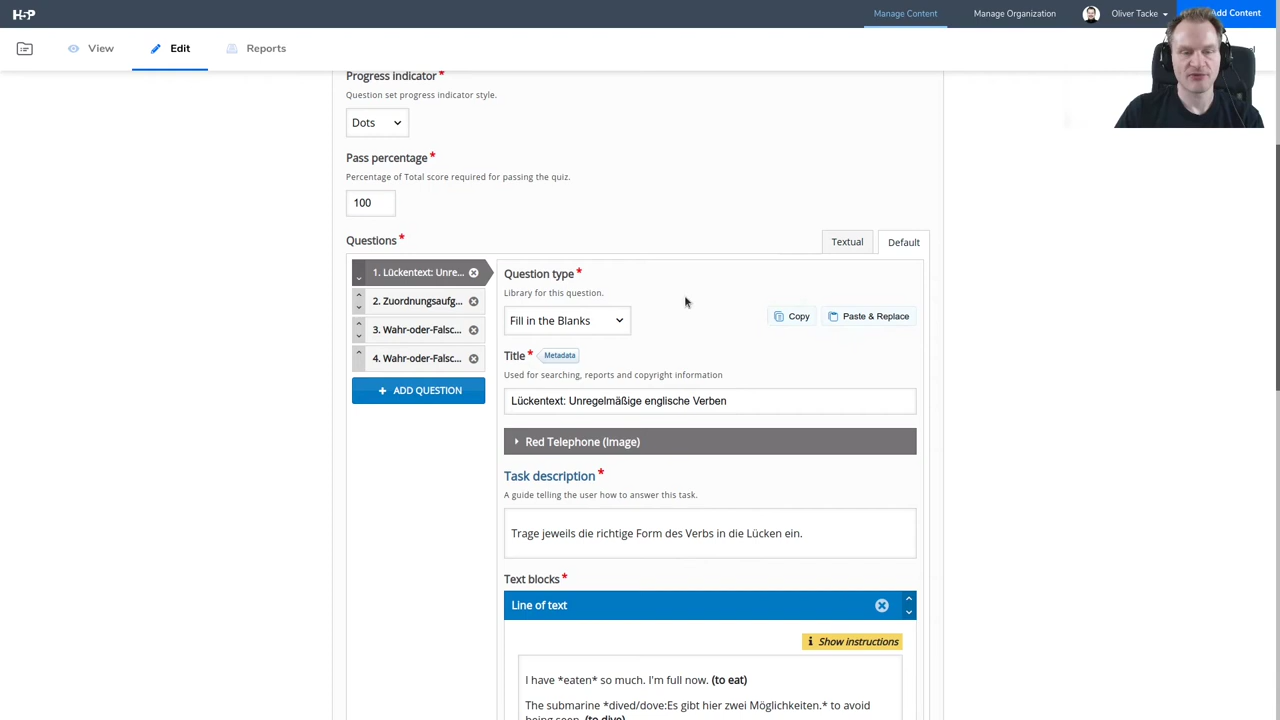 H5P
Manage Content
Manage Organization
Oliver Tacke
Add Content
View
Edit
Reports
Progress indicator*
Question set progress indicator style.
Dots
Pass percentage*
Percentage of Total score required for passing the quiz.
100
Questions*
Textual
Default
1. Lückentext: Unre...
2. Zuordnungsaufg...
3. Wahr-oder-Falsc...
4. Wahr-oder-Falsc...
+ ADD QUESTION
Question type*
Library for this question.
Fill in the Blanks
Copy
Paste & Replace
Title* Metadata
Used for searching, reports and copyright information
Lückentext: Unregelmäßige englische Verben
Red Telephone (Image)
Task description*
A guide telling the user how to answer this task.
Trage jeweils die richtige Form des Verbs in die Lücken ein.
Text blocks*
Line of text
Show instructions
I have *eaten* so much. I'm full now. (to eat)
The submarine *dived/dove:Es gibt hier zwei Möglichkeiten.* to avoid
being seen. (to dive)